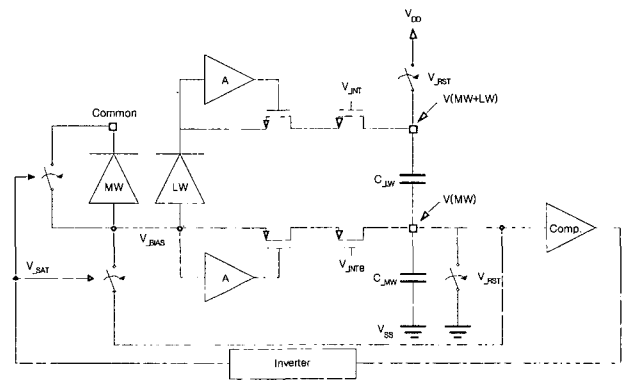 V_DD
A
V_RST
V_INT
V(MW+LW)
Common
MW
LW
C_LW
V(MW)
V_BIAS
Comp.
V_SAT
A
V_INTB
C_MW
V_RST
V_SS
Inverter